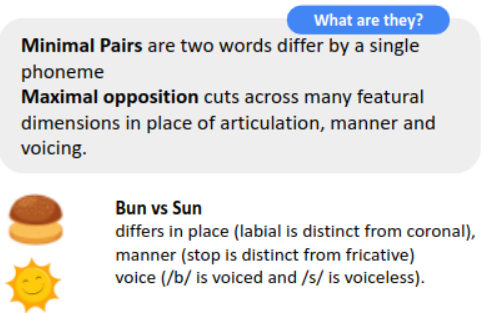 What are they?
Minimal Pairs are two words differ by a single
phoneme
Maximal opposition cuts across many featural
dimensions in place of articulation, manner and
voicing.
Bun vs Sun
differs in place (labial is distinct from coronal),
manner (stop is distinct from fricative)
voice (/b/ is voiced and /s/ is voiceless).